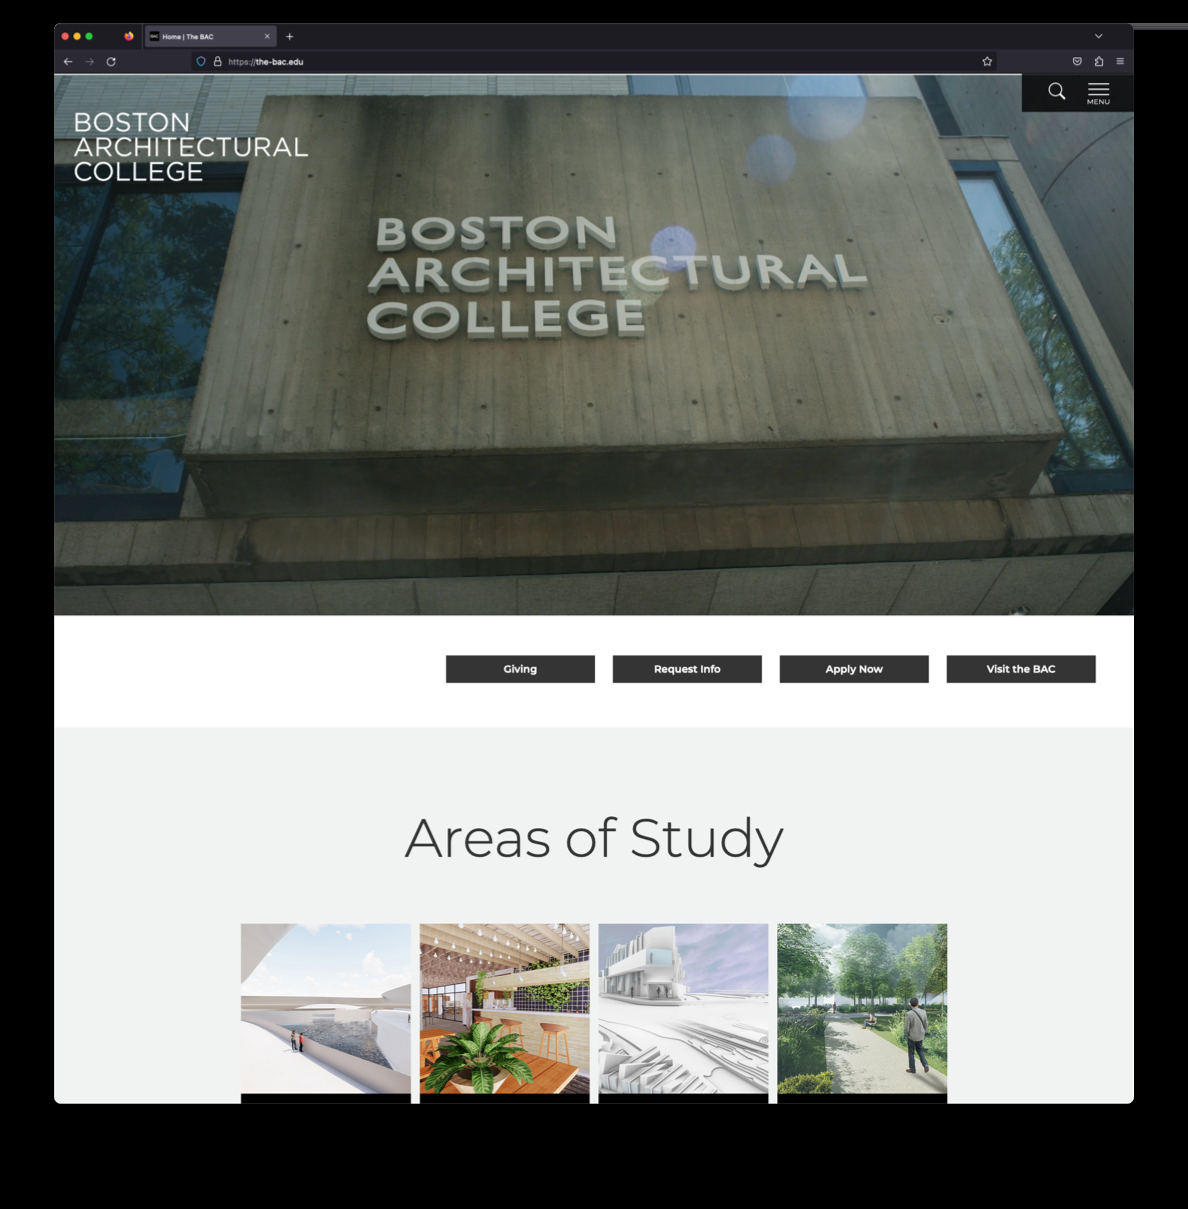 Home | The BAC
https://the-bac.edu
MENU
BOSTON
ARCHITECTURAL
COLLEGE
BOSTON
ARCHITECTURAL
COLLEGE
Giving
Request Info
Apply Now
Visit the BAC
Areas of Study